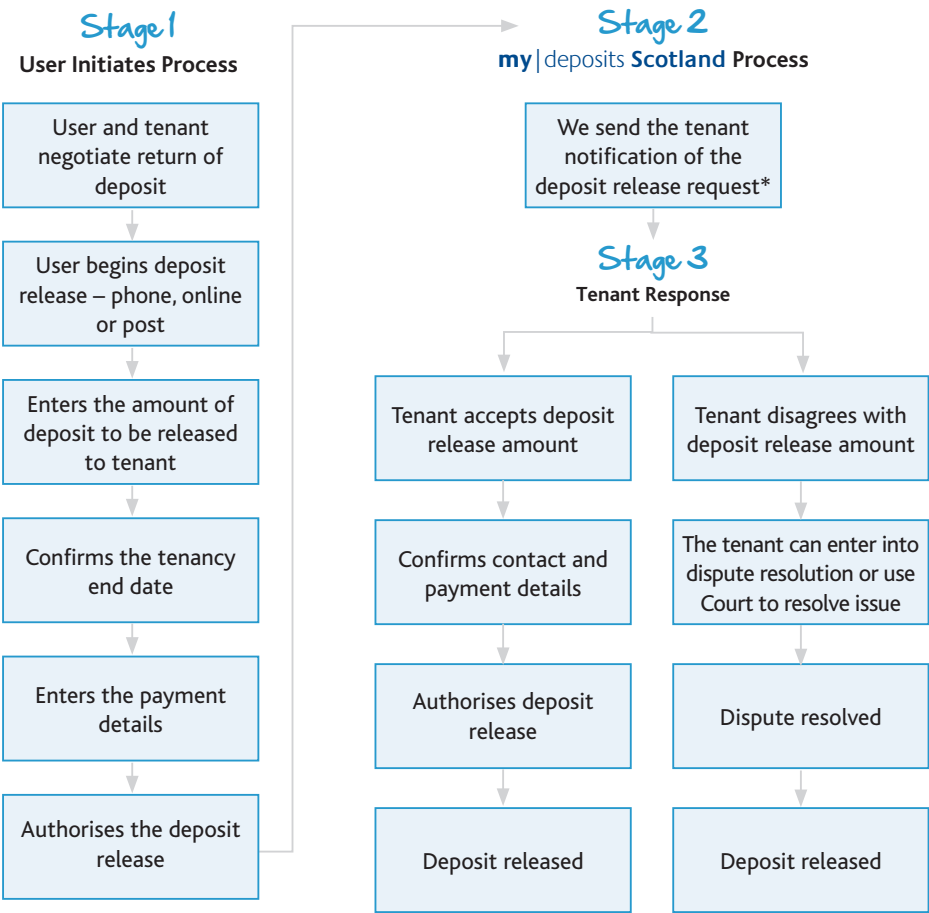 Stage 1
User Initiates Process
User and tenant
negotiate return of
deposit
User begins deposit
release – phone, online
or post
Enters the amount of
deposit to be released
to tenant
Confirms the tenancy
end date
Enters the payment
details
Authorises the deposit
release
Stage 2
my|deposits Scotland Process
We send the tenant
notification of the
deposit release request*
Stage 3
Tenant Response
Tenant accepts deposit
release amount
Confirms contact and
payment details
Authorises deposit
release
Deposit released
Tenant disagrees with
deposit release amount
The tenant can enter into
dispute resolution or use
Court to resolve issue
Dispute resolved
Deposit released